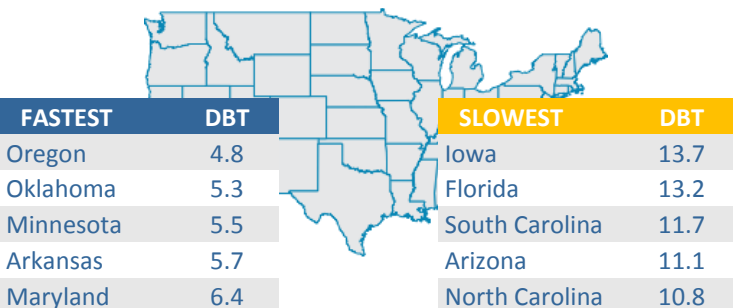 FASTEST DBT
Oregon 4.8
Oklahoma 5.3
Minnesota 5.5
Arkansas 5.7
Maryland 6.4
SLOWEST DBT
Iowa 13.7
Florida 13.2
South Carolina 11.7
Arizona 11.1
North Carolina 10.8